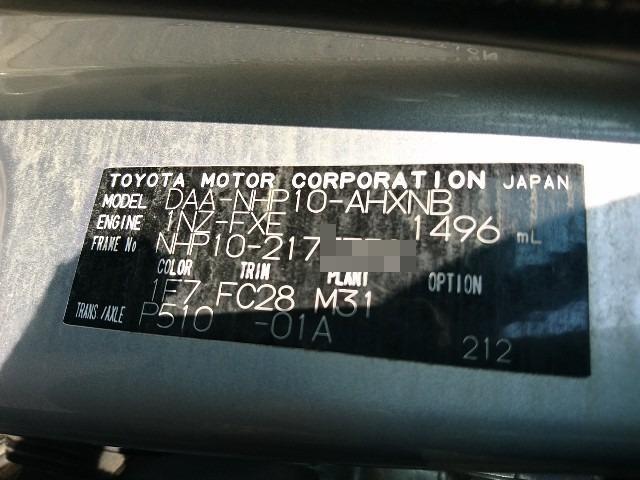 TOYOTA MOTOR CORPORATION JAPAN
MODEL DAA-NHP10-AHXNB
ENGINE 1NZ-FXE 1496 mL
FRAME No NHP10-217
COLOR TRIM PLANT OPTION
1F7 FC28 M31
TRANS/AXLE P510 -01A
212